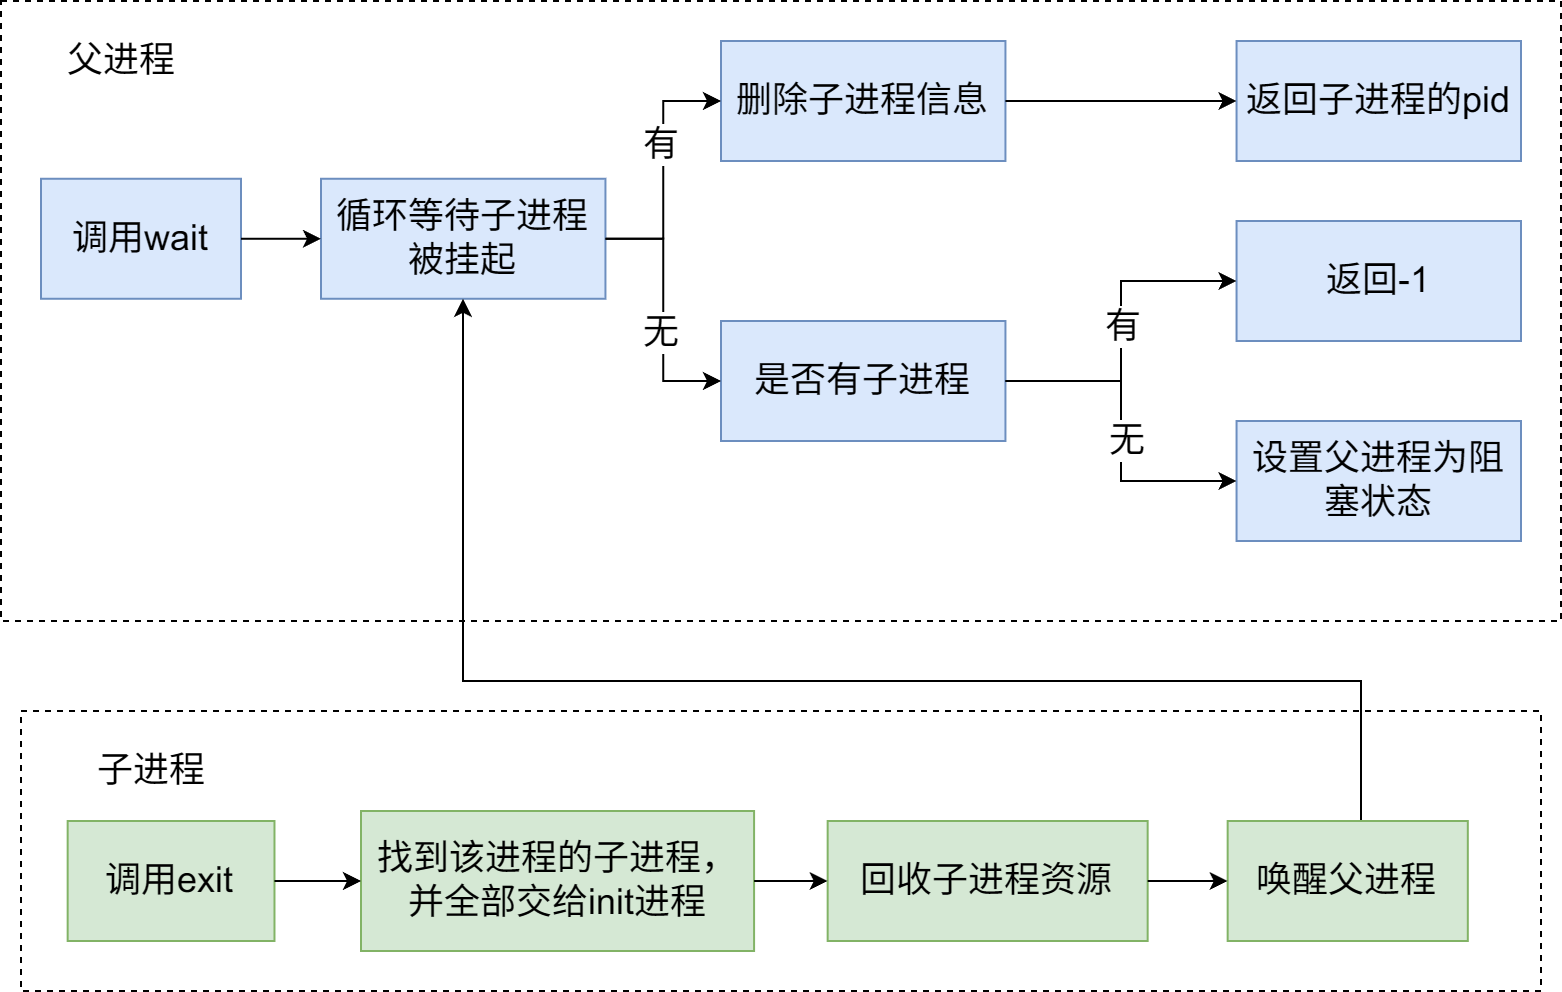 父进程
删除子进程信息
返回子进程的pid
有
调用wait
循环等待子进程
被挂起
返回-1
无
有
是否有子进程
无
设置父进程为阻
塞状态
子进程
调用exit
找到该进程的子进程，
并全部交给init进程
回收子进程资源
唤醒父进程